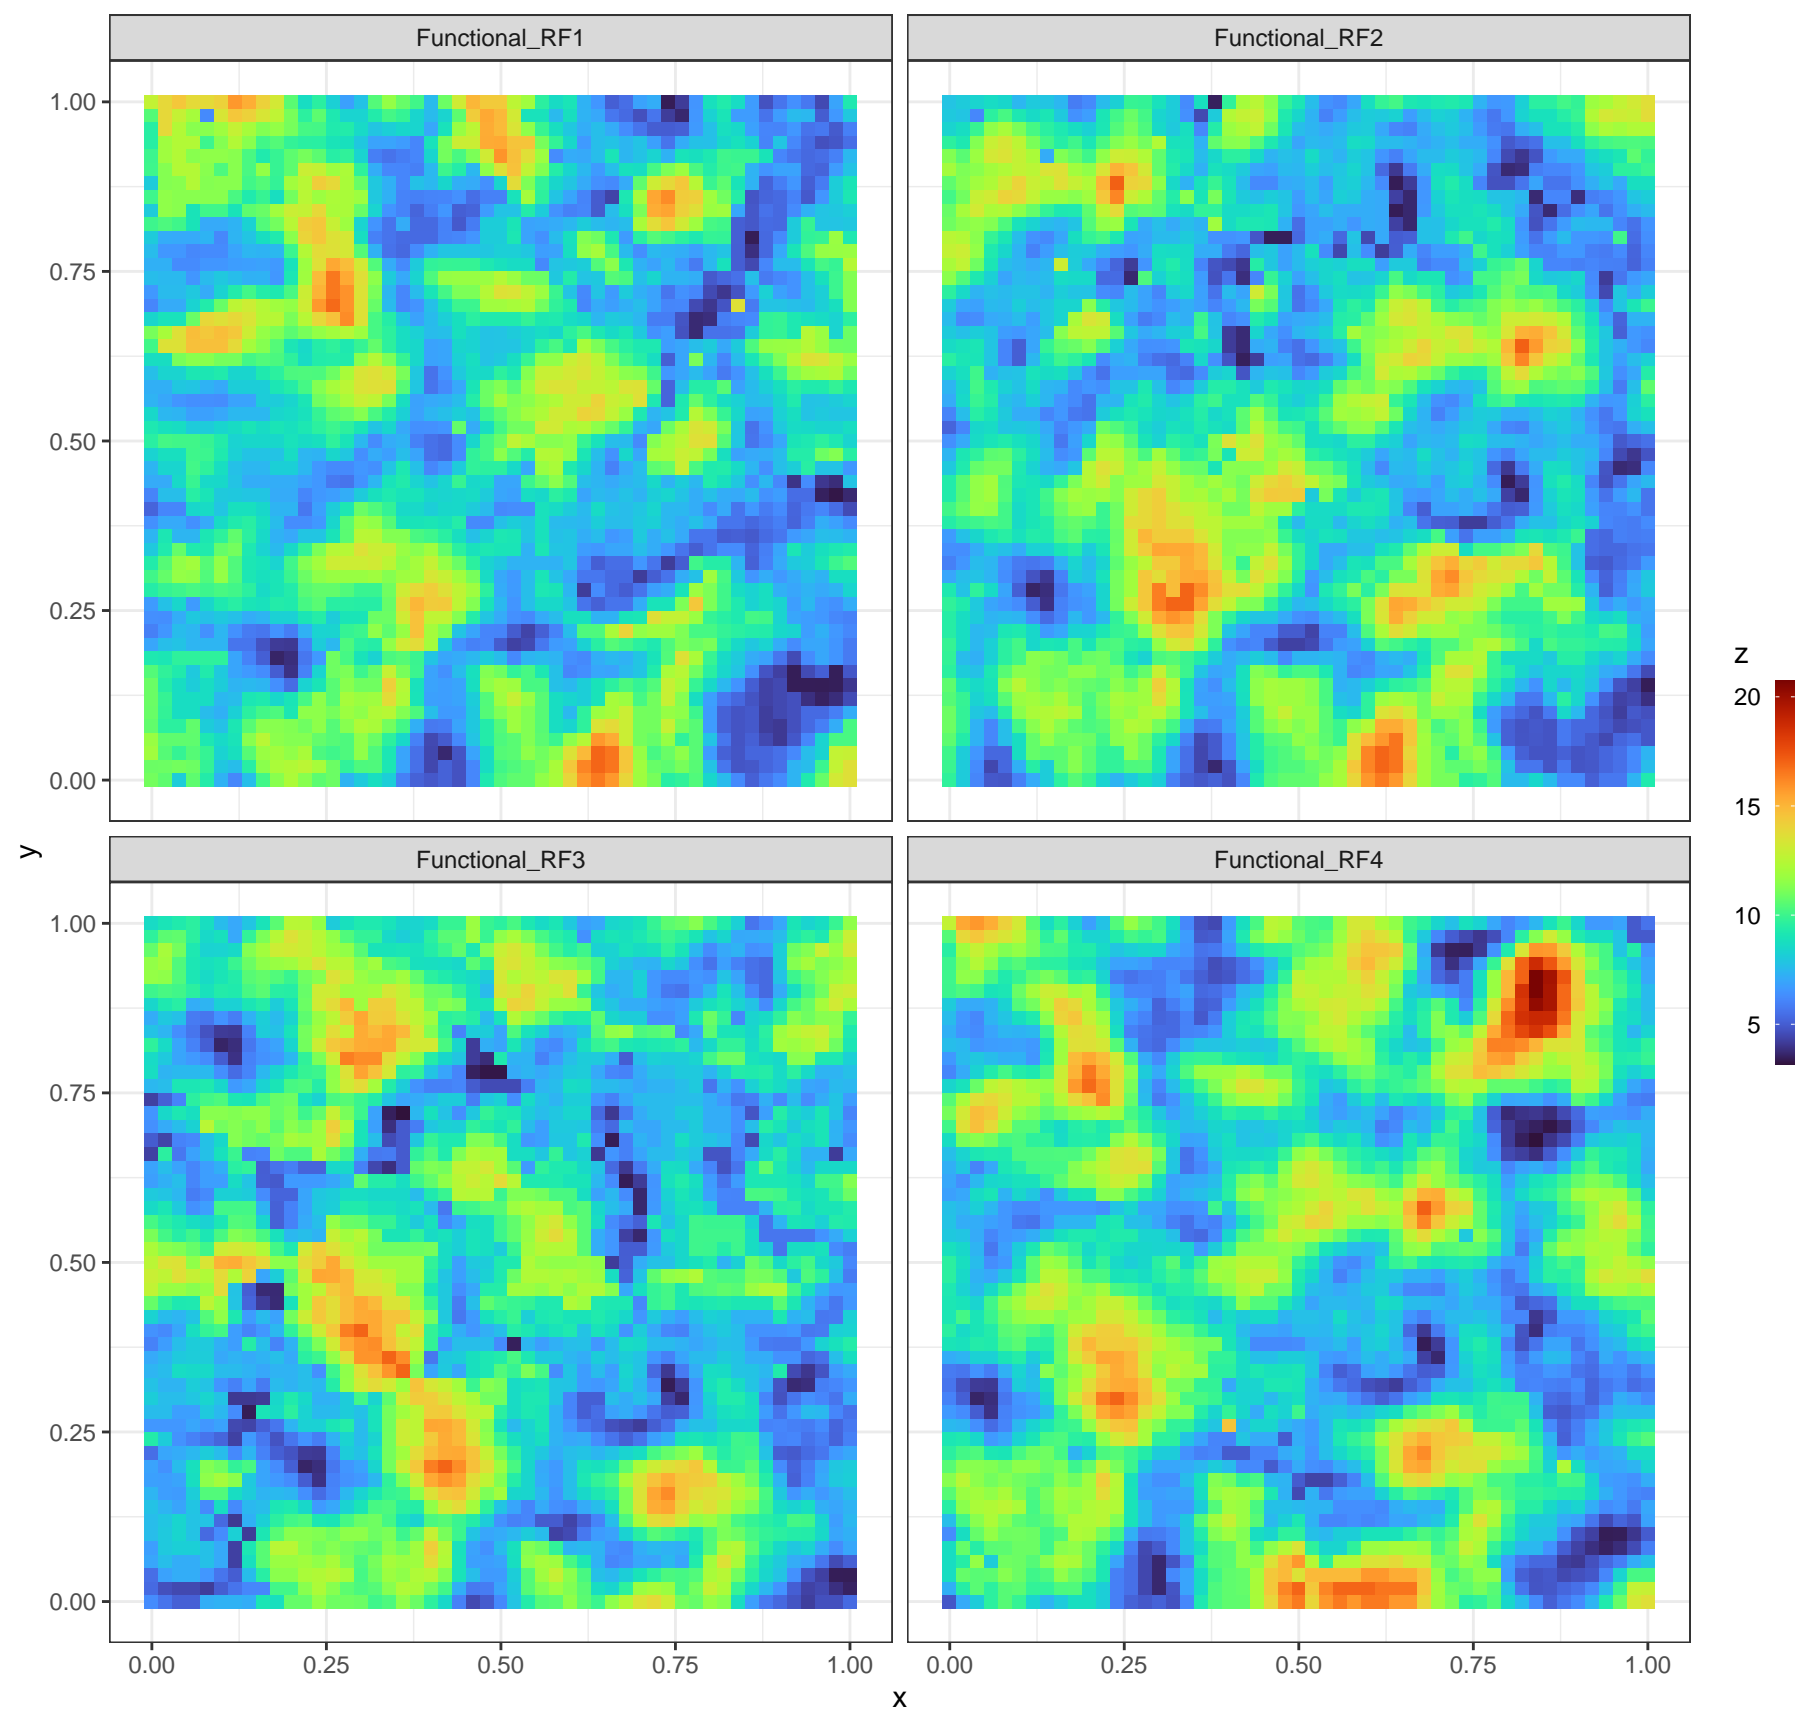 Functional_RF1 Functional_RF2
1.00
0.75
0.50
0.25
0.00
z
20
15
10
5
y
Functional_RF3 Functional_RF4
1.00
0.75
0.50
0.25
0.00
0.00 0.25 0.50 0.75 1.00 0.00 0.25 0.50 0.75 1.00
x